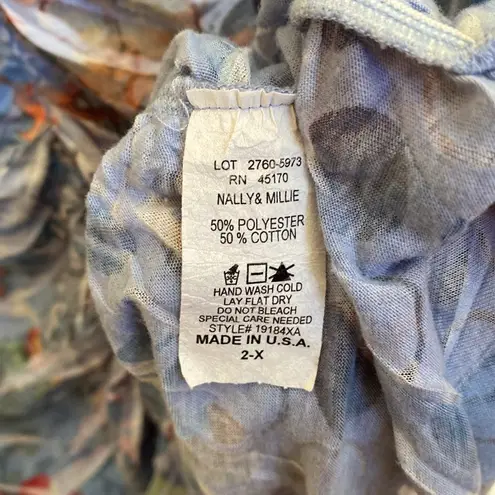 LOT 2760-5973
RN 45170
NALLY& MILLIE
50% POLYESTER
50 % COTTON
HAND WASH COLD
LAY FLAT DRY
DO NOT BLEACH
SPECIAL CARE NEEDED
STYLE# 19184XA
MADE IN U.S.A.
2-X